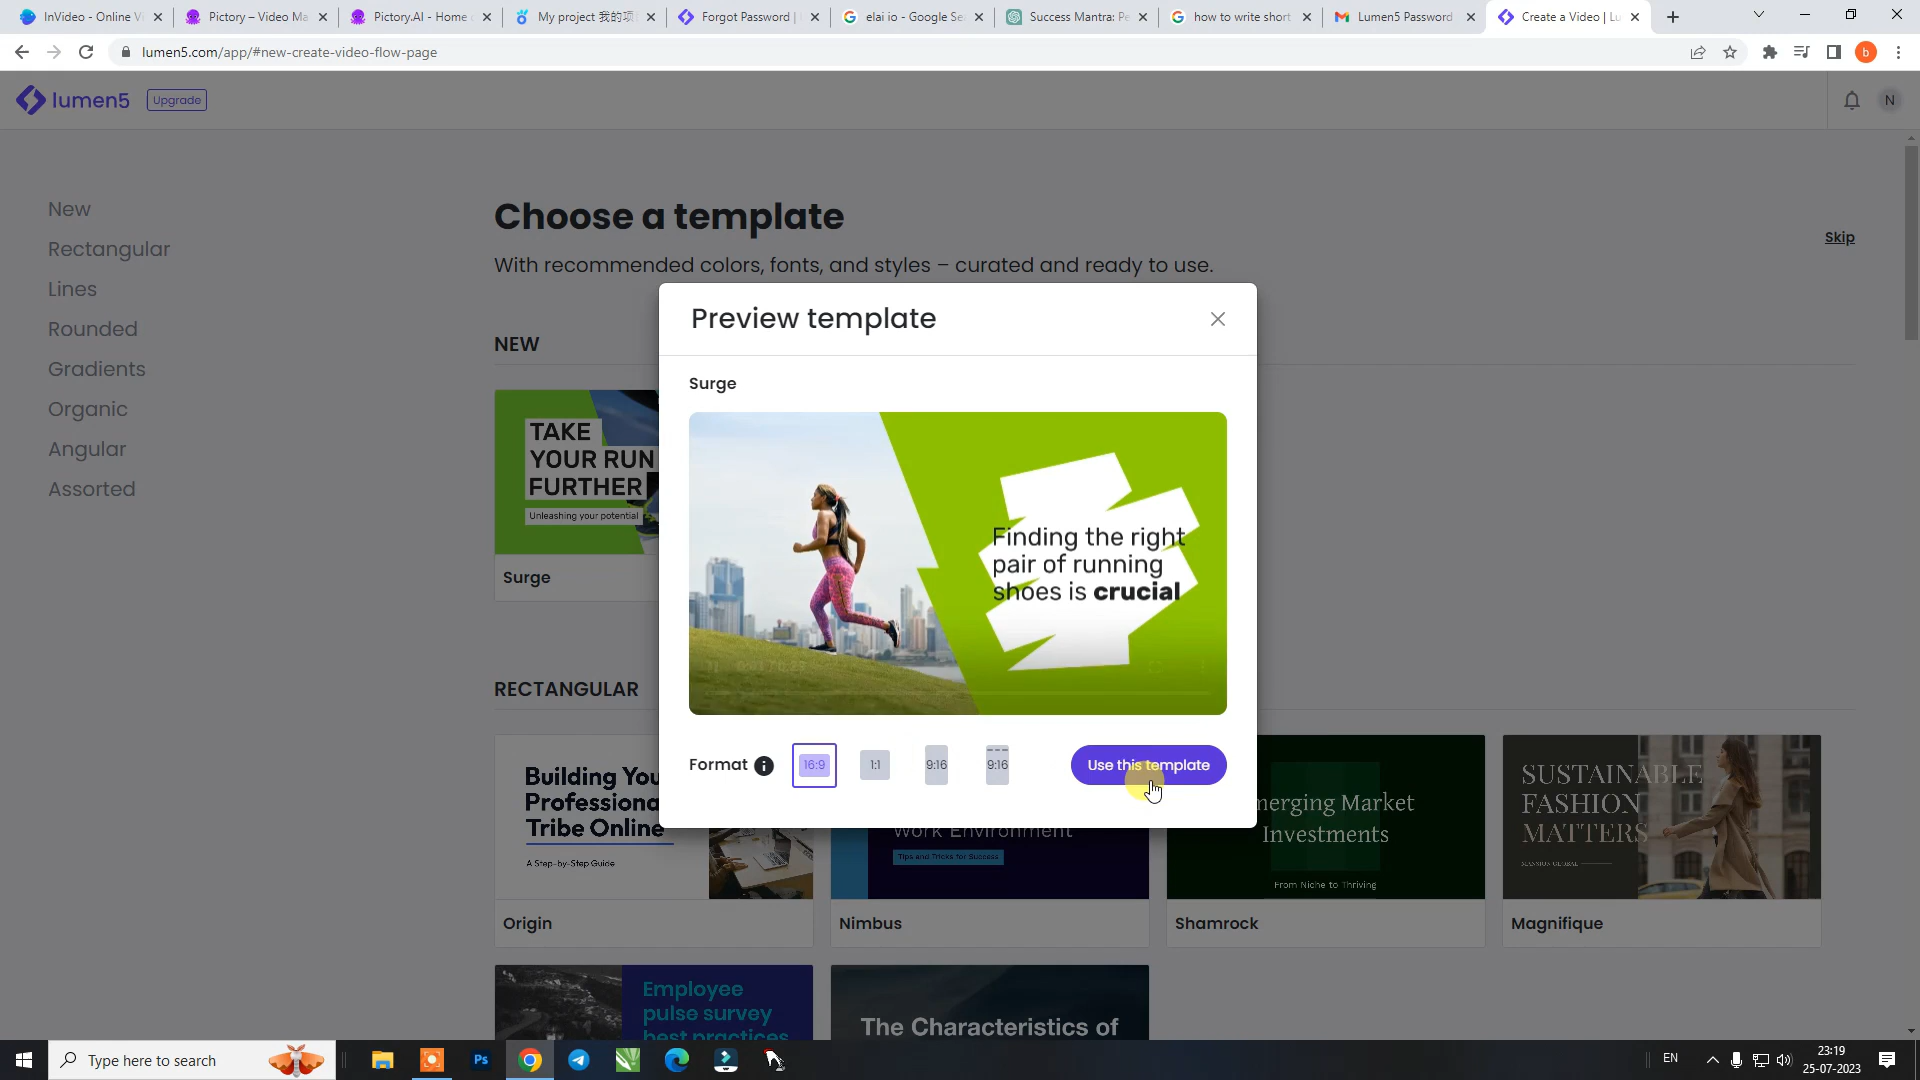 InVideo - Online Vi
Pictory – Video Ma
Pictory.AI - Home
My project 我的项
Forgot Password |
elai io - Google Se
Success Mantra: Pe
how to write short
Lumen5 Password
Create a Video | Lu
lumen5.com/app/#new-create-video-flow-page
b
lumen5
Upgrade
N
New
Rectangular
Lines
Rounded
Gradients
Organic
Angular
Assorted
Choose a template
Skip
With recommended colors, fonts, and styles – curated and ready to use.
NEW
TAKE
YOUR RUN
FURTHER
Unleashing your potential
Surge
Preview template
Surge
Finding the right
pair of running
shoes is crucial
Format
16:9
1:1
9:16
9:16
Use this template
RECTANGULAR
Building You
Professional
Tribe Online
A Step-by-Step Guide
Origin
Work Environment
Tips and Tricks for Success
Nimbus
merging Market
Investments
From Niche to Thriving
Shamrock
SUSTAINABLE
FASHION
MATTERS
MANSION GLOBAL
Magnifique
Employee
pulse survey
best practices
The Characteristics of
Type here to search
Ps
EN
23:19
25-07-2023